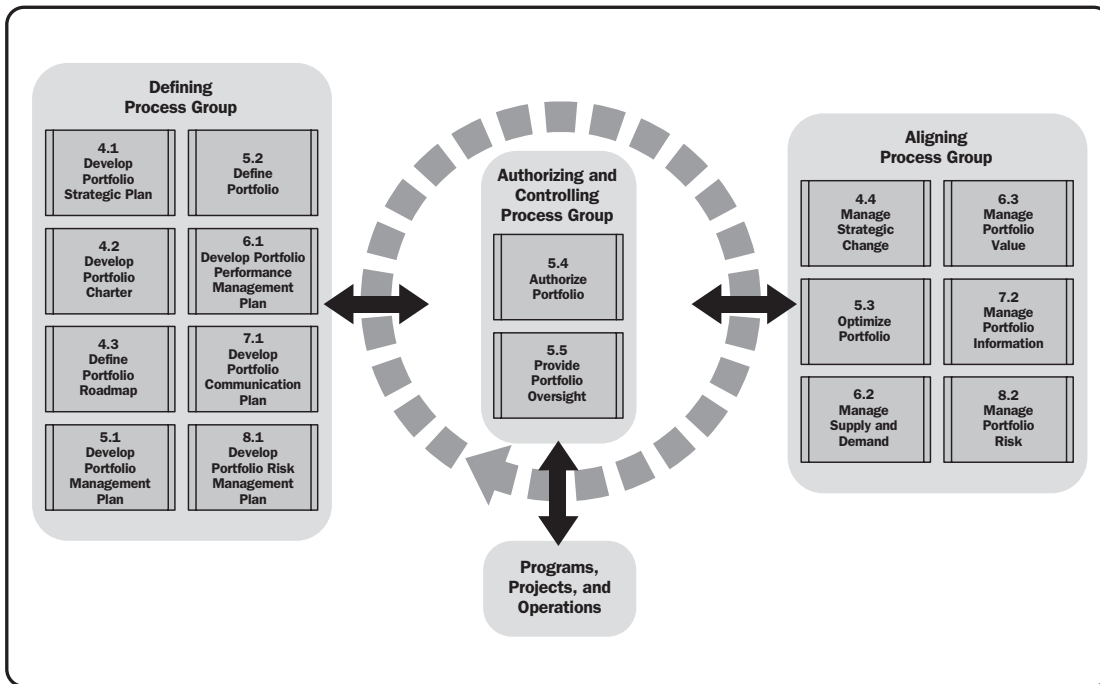 Defining
Process Group
4.1
Develop
Portfolio
Strategic Plan
5.2
Define
Portfolio
4.2
Develop
Portfolio
Charter
6.1
Develop Portfolio
Performance
Management
Plan
4.3
Define
Portfolio
Roadmap
7.1
Develop
Portfolio
Communication
Plan
5.1
Develop
Portfolio
Management
Plan
8.1
Develop
Portfolio Risk
Management
Plan
Authorizing and
Controlling
Process Group
5.4
Authorize
Portfolio
5.5
Provide
Portfolio
Oversight
Programs,
Projects, and
Operations
Aligning
Process Group
4.4
Manage
Strategic
Change
6.3
Manage
Portfolio
Value
5.3
Optimize
Portfolio
7.2
Manage
Portfolio
Information
6.2
Manage
Supply and
Demand
8.2
Manage
Portfolio
Risk